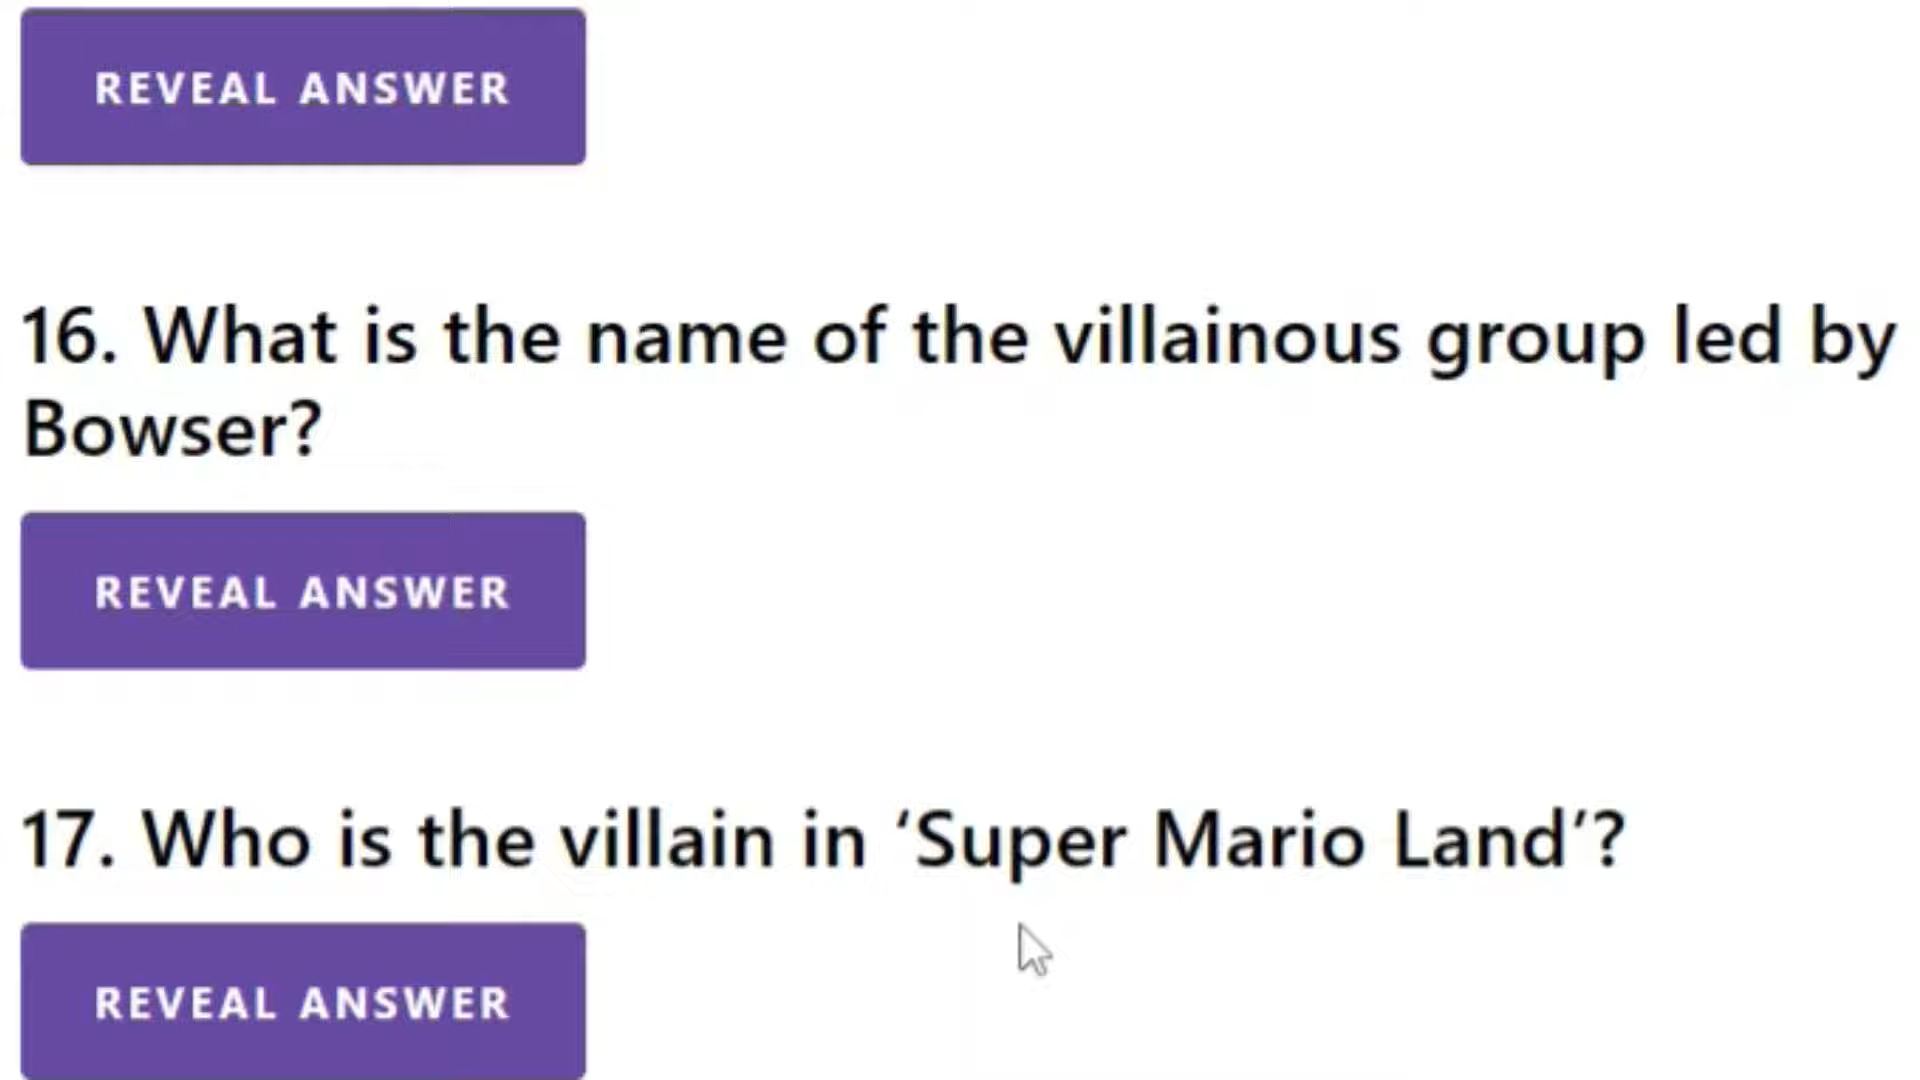 REVEAL ANSWER
16. What is the name of the villainous group led by
Bowser?
REVEAL ANSWER
17. Who is the villain in ‘Super Mario Land’?
REVEAL ANSWER